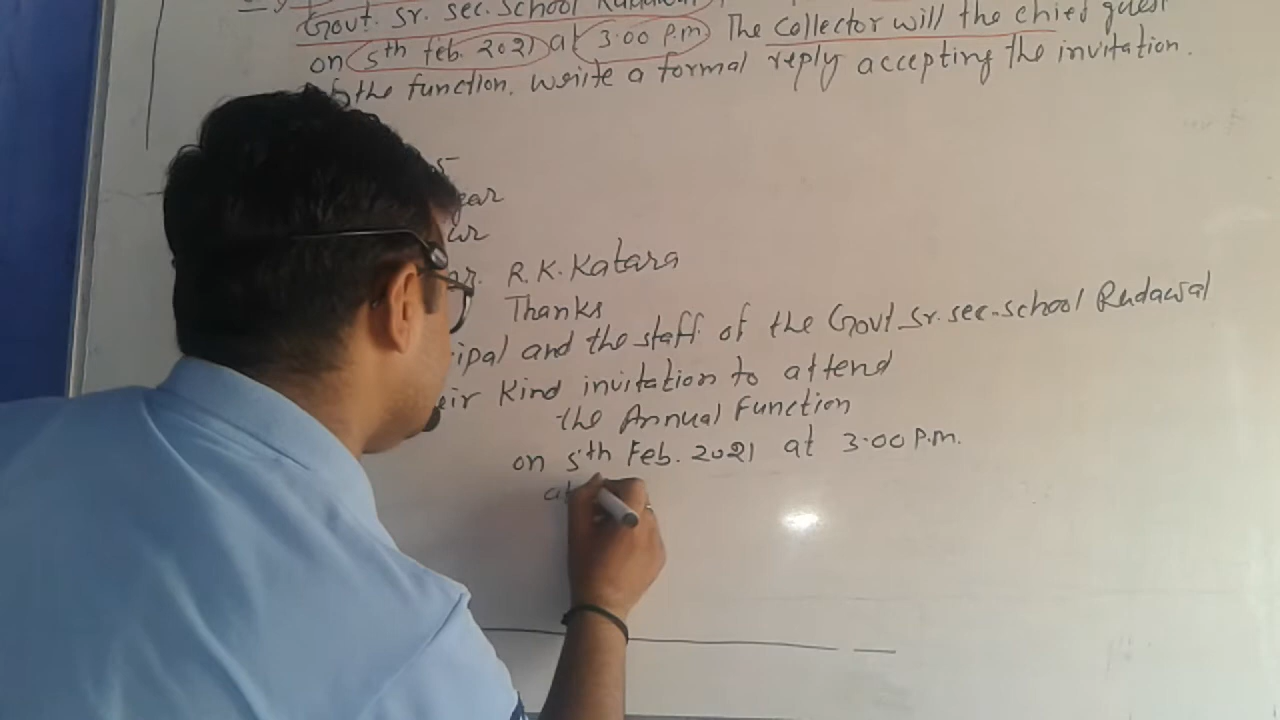 Govt. Sr. sec. school
on 5th feb. 2021 at 3:00 P.m The collector will the chief guest
the function. write a formal reply accepting the invitation.
R.K. Katara
Thanks
and the staff of the Govt Sr. sec. school Rudawal
Kind invitation to attend
the Annual Function
on 5th Feb. 2021 at 3:00 P.m.
at